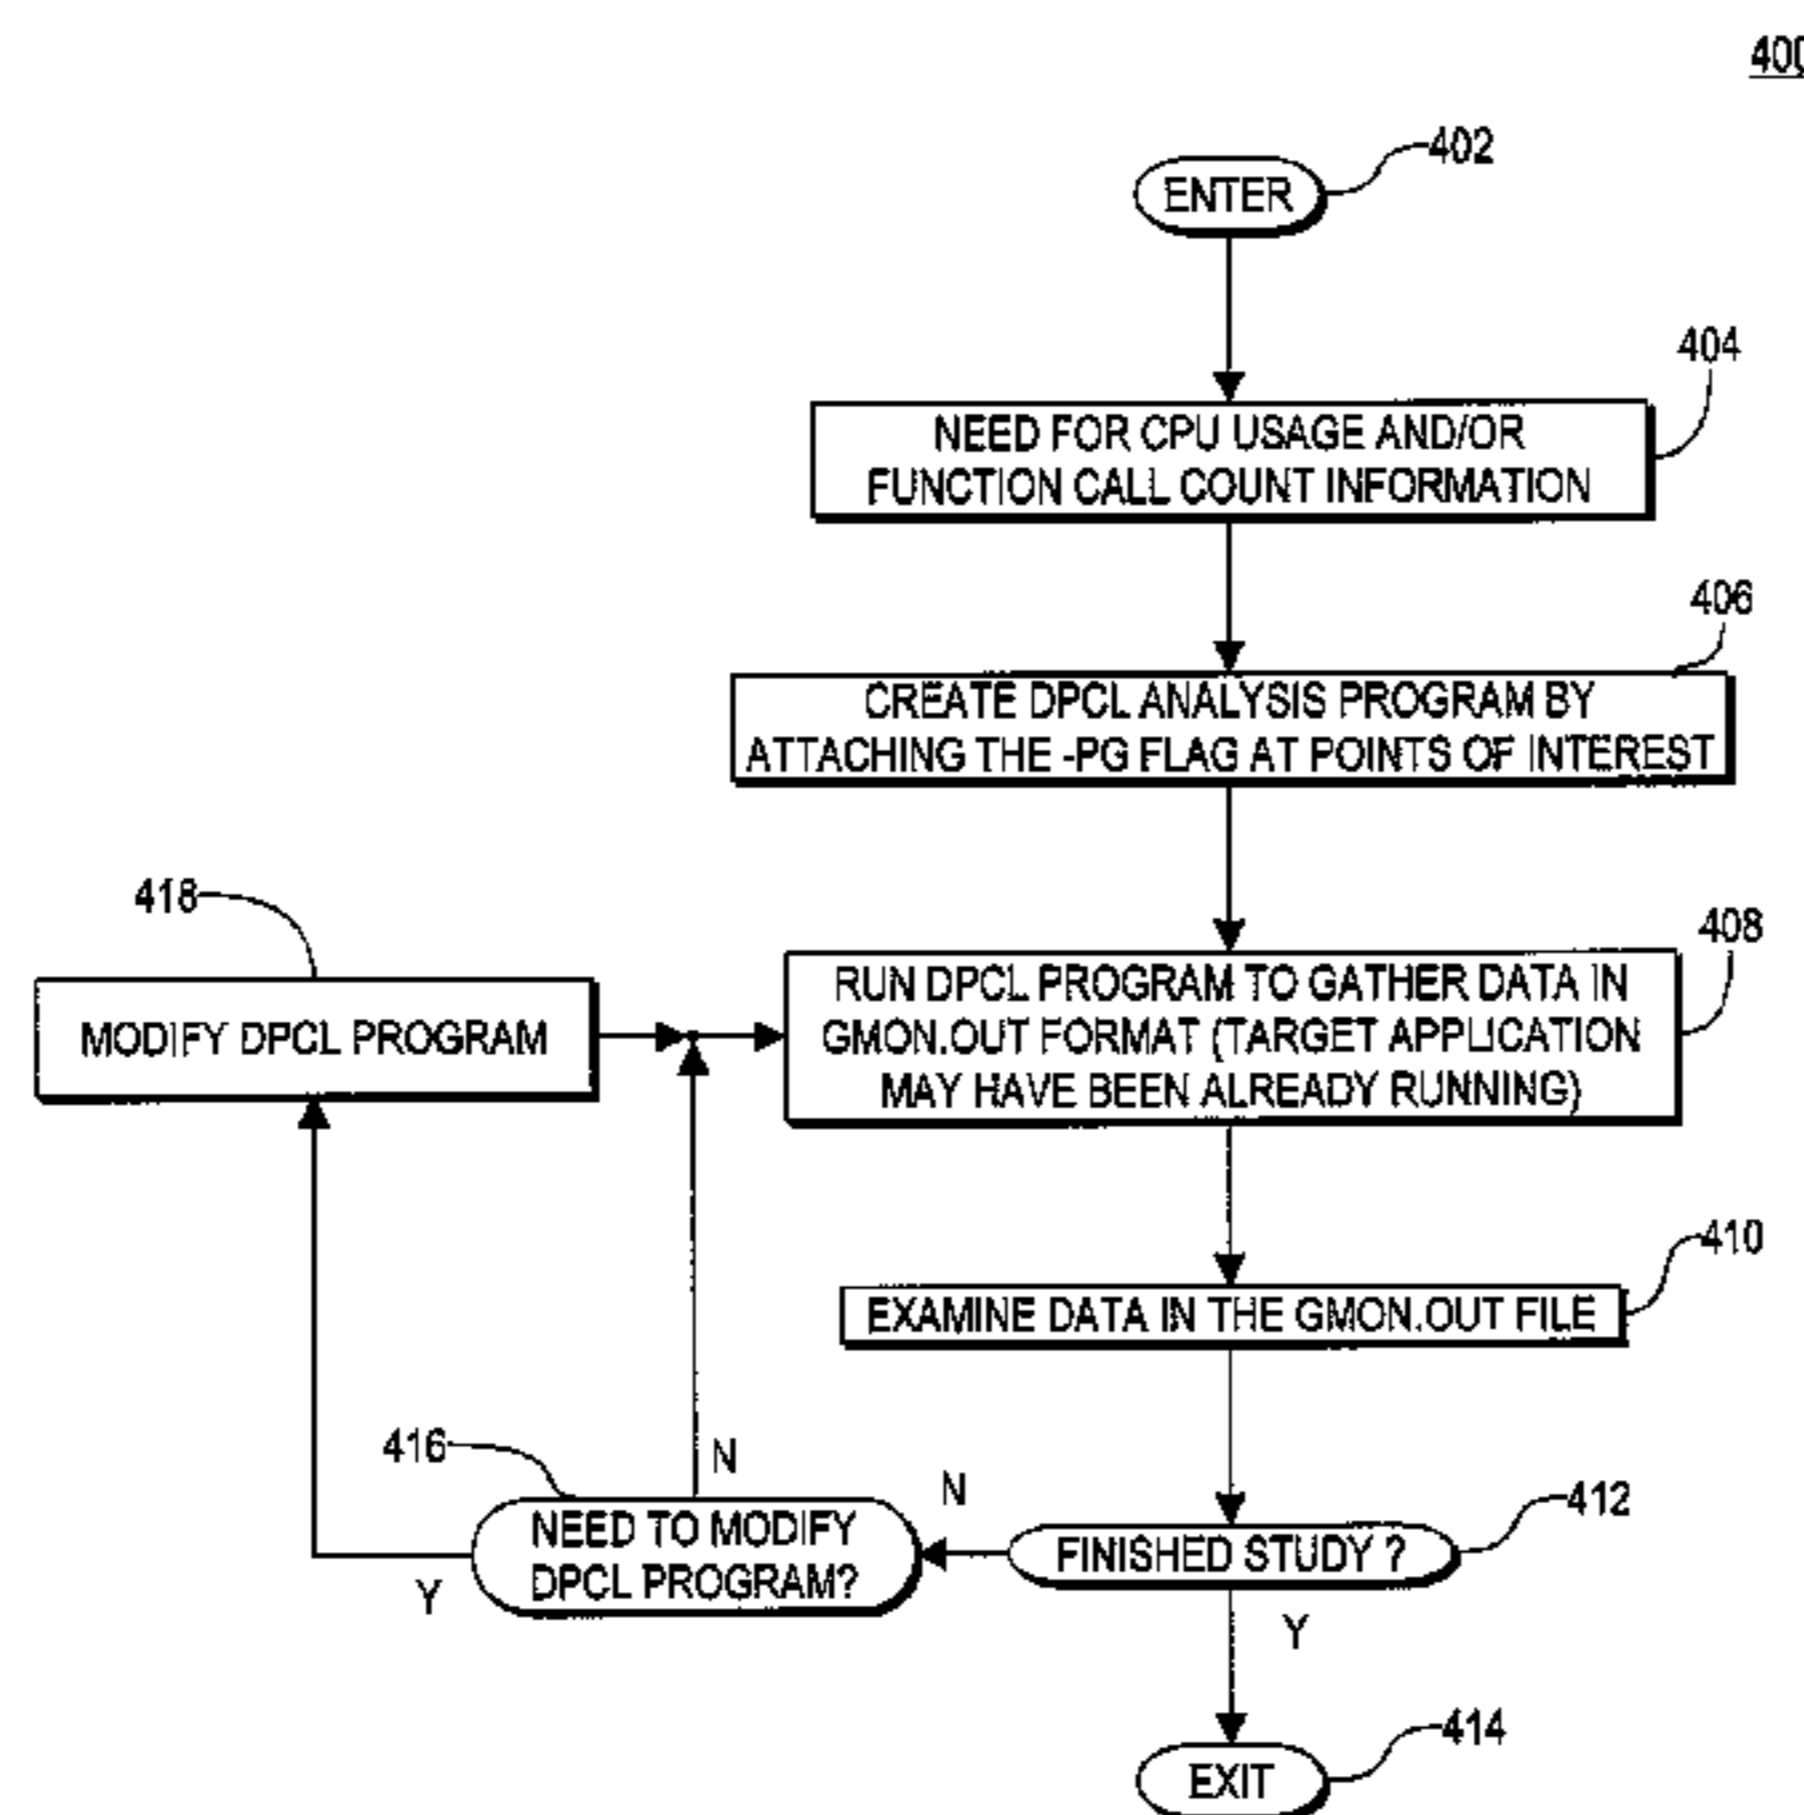 400
402
ENTER
404
NEED FOR CPU USAGE AND/OR
FUNCTION CALL COUNT INFORMATION
406
CREATE DPCL ANALYSIS PROGRAM BY
ATTACHING THE -PG FLAG AT POINTS OF INTEREST
418
MODIFY DPCL PROGRAM
408
RUN DPCL PROGRAM TO GATHER DATA IN
GMON.OUT FORMAT (TARGET APPLICATION
MAY HAVE BEEN ALREADY RUNNING)
410
EXAMINE DATA IN THE GMON.OUT FILE
416
N
N
412
NEED TO MODIFY
DPCL PROGRAM?
FINISHED STUDY ?
Y
Y
414
EXIT